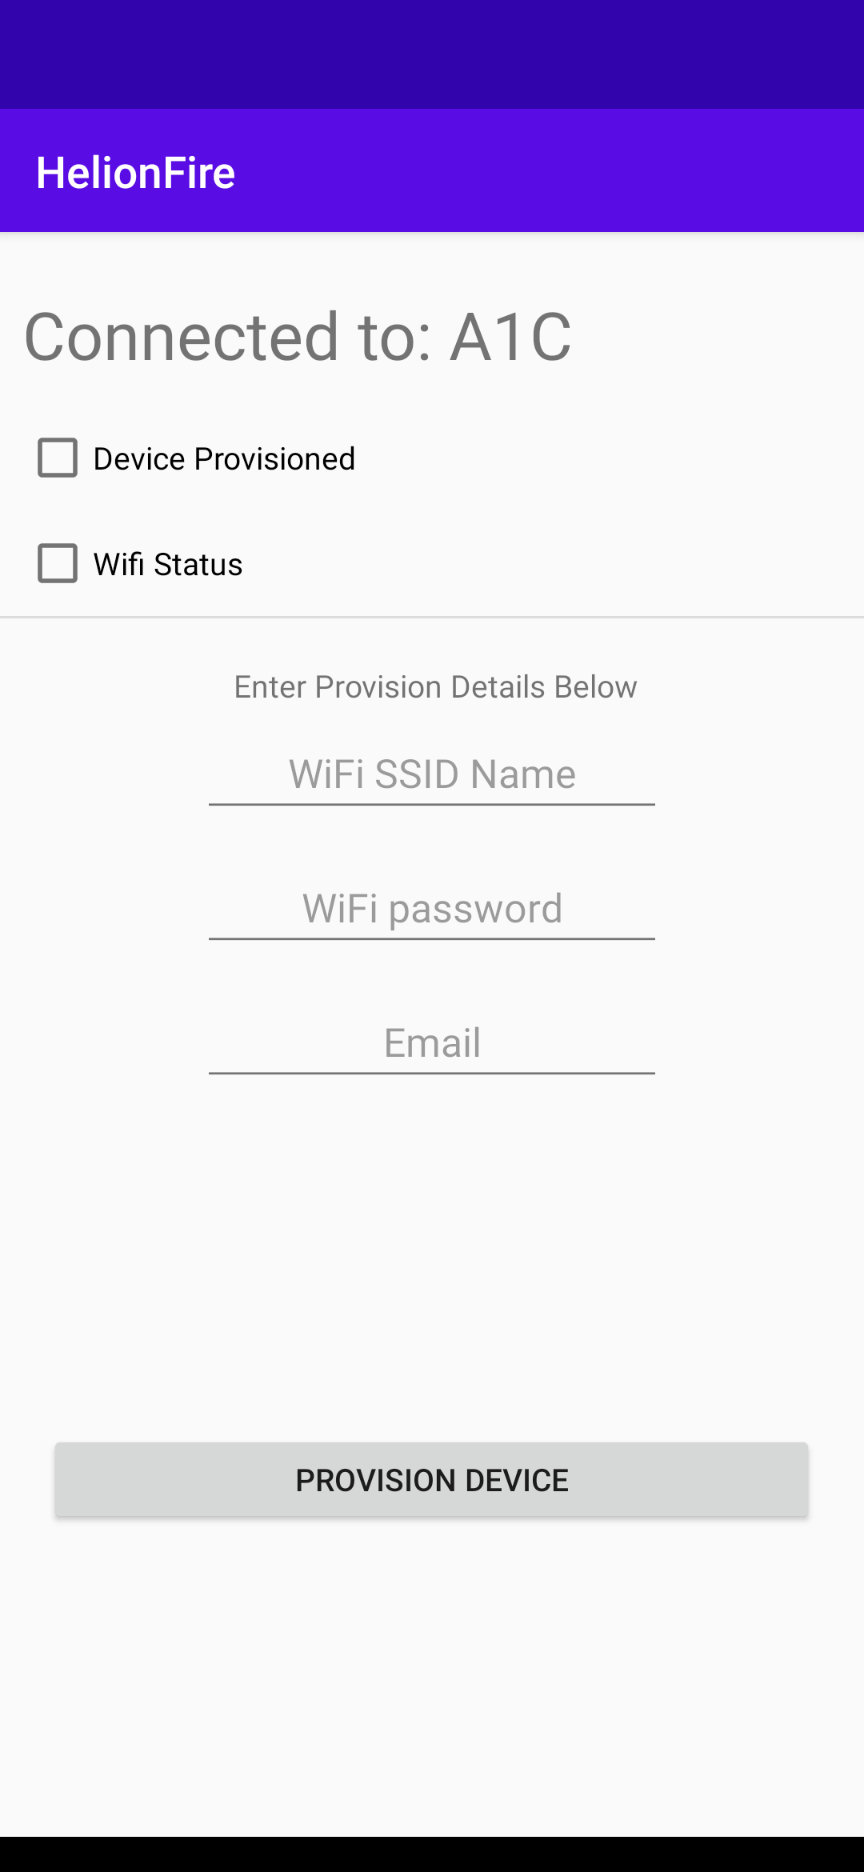 HelionFire
Connected to: A1C
Device Provisioned
Wifi Status
Enter Provision Details Below
WiFi SSID Name
WiFi password
Email
PROVISION DEVICE